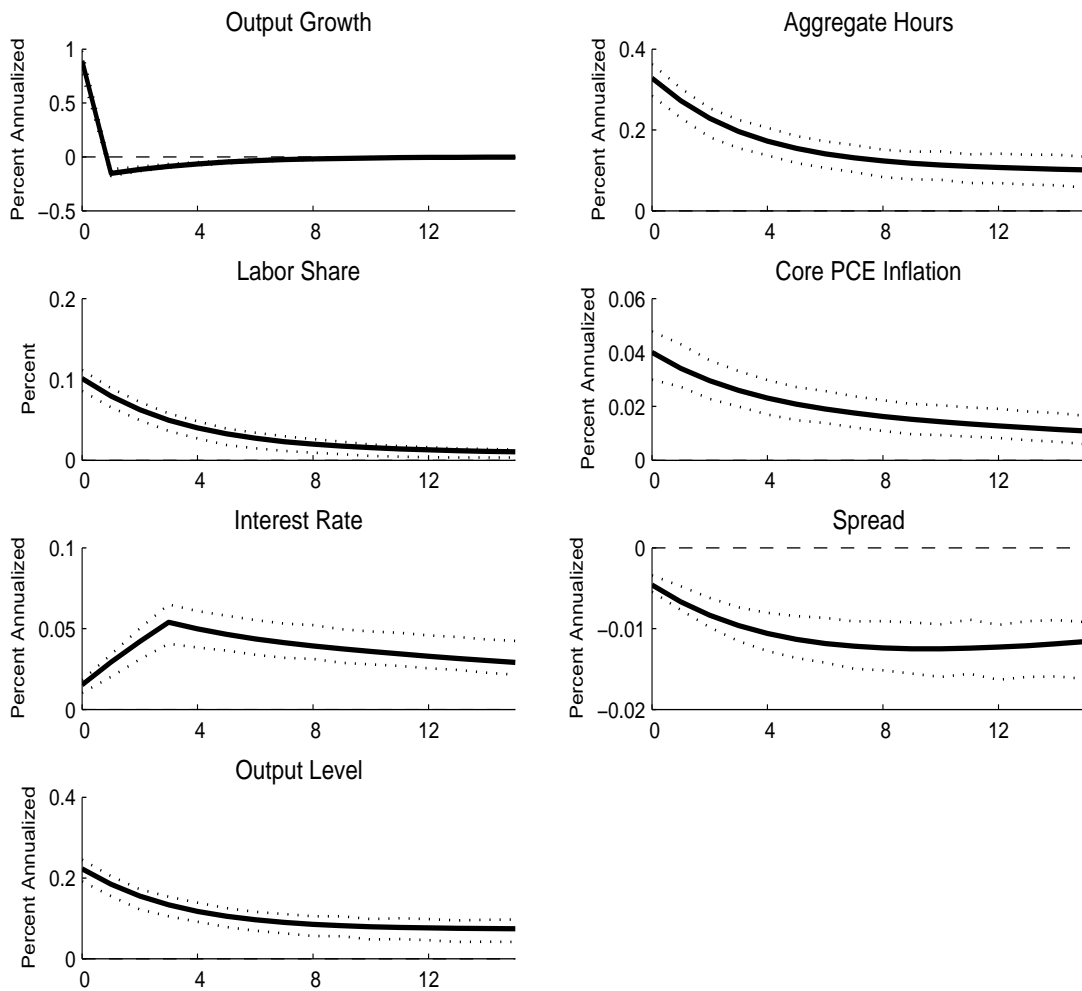 Output Growth
Percent Annualized
1
0.5
0
−0.5
0 4 8 12
Aggregate Hours
Percent Annualized
0.4
0.2
0
0 4 8 12
Labor Share
Percent
0.2
0.1
0
0 4 8 12
Core PCE Inflation
Percent Annualized
0.06
0.04
0.02
0
0 4 8 12
Interest Rate
Percent Annualized
0.1
0.05
0
0 4 8 12
Spread
Percent Annualized
0
−0.01
−0.02
0 4 8 12
Output Level
Percent Annualized
0.4
0.2
0
0 4 8 12